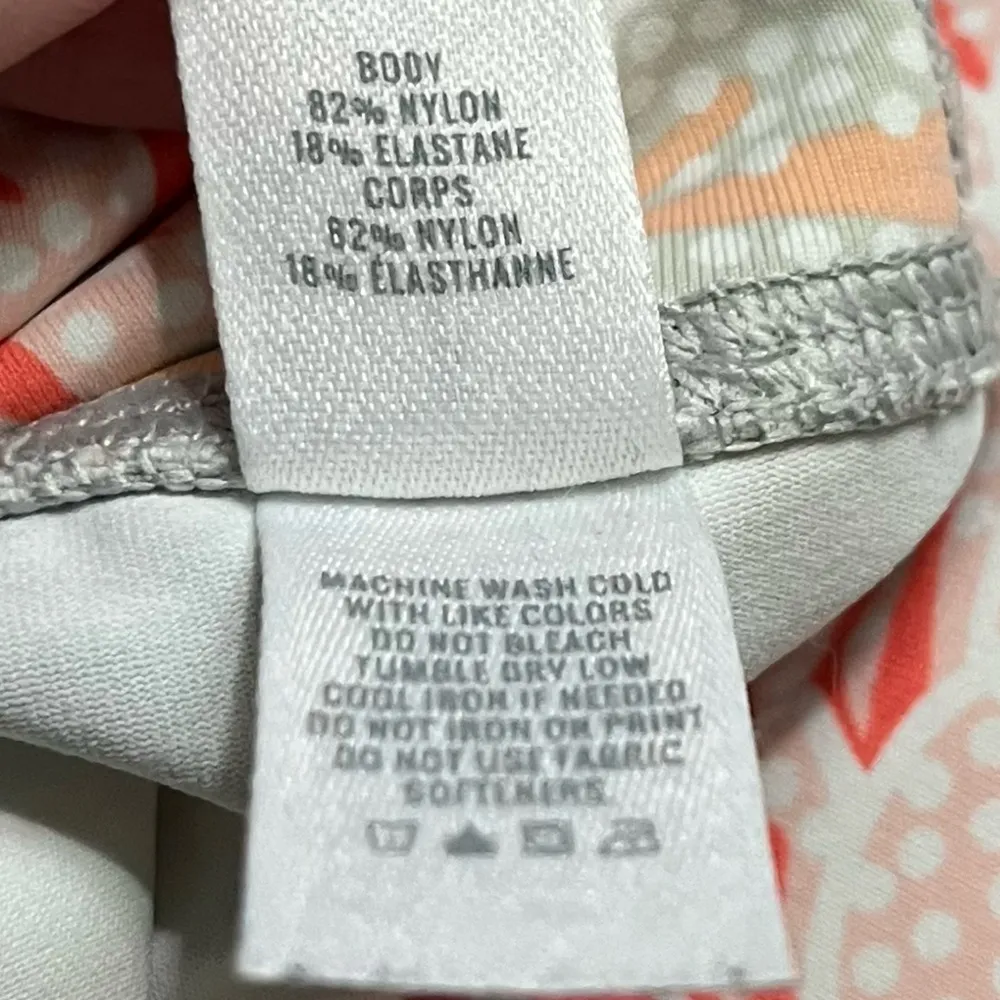 BODY
82% NYLON
18% ELASTANE
CORPS
82% NYLON
18% ÉLASTHANNE
MACHINE WASH COLD
WITH LIKE COLORS
DO NOT BLEACH
TUMBLE DRY LOW
COOL IRON IF NEEDED
DO NOT IRON ON PRINT
DO NOT USE FABRIC
SOFTENERS